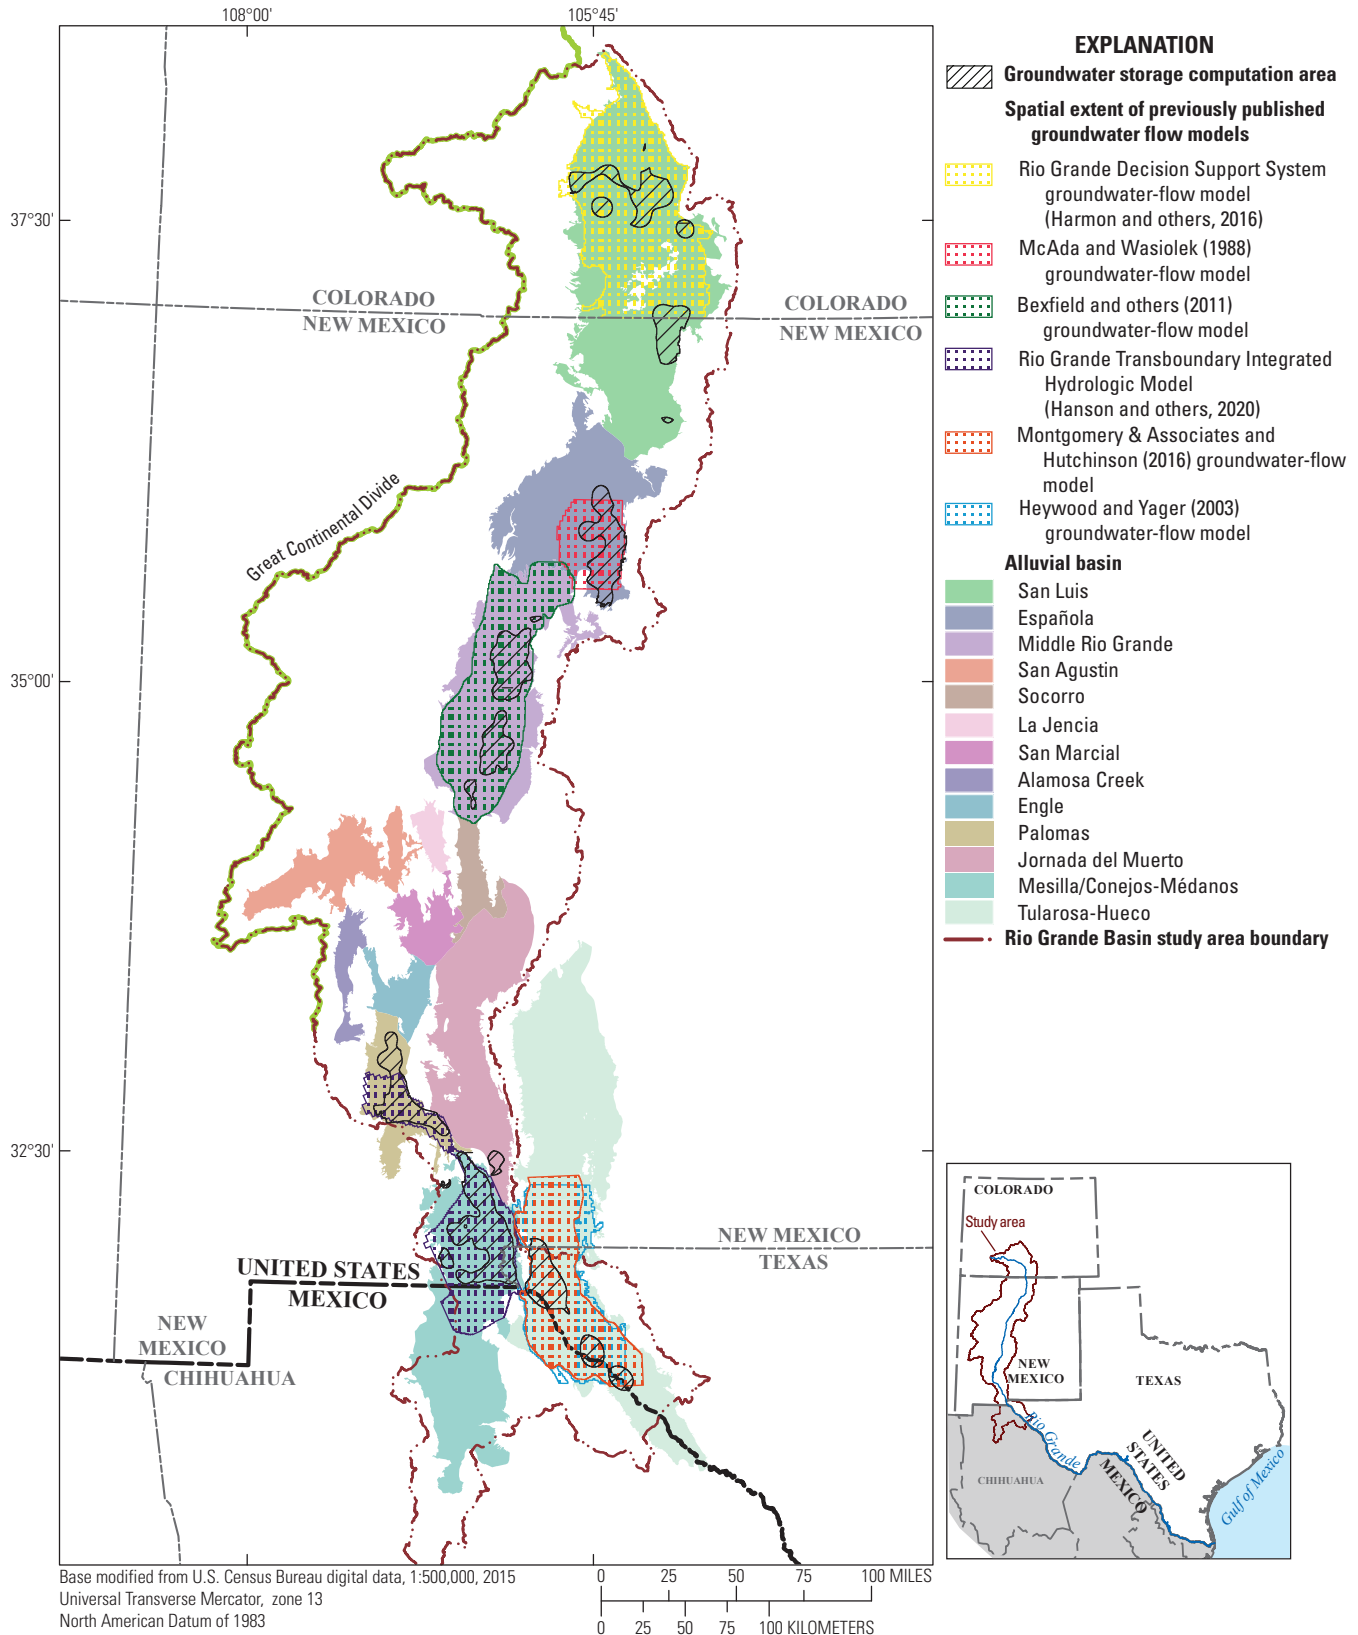 108°00'
105°45'
37°30'
35°00'
32°30'
COLORADO
NEW MEXICO
COLORADO
NEW MEXICO
Great Continental Divide
NEW MEXICO
TEXAS
UNITED STATES
MEXICO
NEW
MEXICO
CHIHUAHUA
EXPLANATION
Groundwater storage computation area
Spatial extent of previously published
groundwater flow models
Rio Grande Decision Support System
groundwater-flow model
(Harmon and others, 2016)
McAda and Wasiolek (1988)
groundwater-flow model
Bexfield and others (2011)
groundwater-flow model
Rio Grande Transboundary Integrated
Hydrologic Model
(Hanson and others, 2020)
Montgomery & Associates and
Hutchinson (2016) groundwater-flow
model
Heywood and Yager (2003)
groundwater-flow model
Alluvial basin
San Luis
Española
Middle Rio Grande
San Agustin
Socorro
La Jencia
San Marcial
Alamosa Creek
Engle
Palomas
Jornada del Muerto
Mesilla/Conejos-Médanos
Tularosa-Hueco
Rio Grande Basin study area boundary
COLORADO
Study area
NEW
MEXICO
TEXAS
Rio Grande
UNITED
STATES
MEXICO
CHIHUAHUA
Gulf of Mexico
Base modified from U.S. Census Bureau digital data, 1:500,000, 2015
Universal Transverse Mercator, zone 13
North American Datum of 1983
0 25 50 75 100 MILES
0 25 50 75 100 KILOMETERS